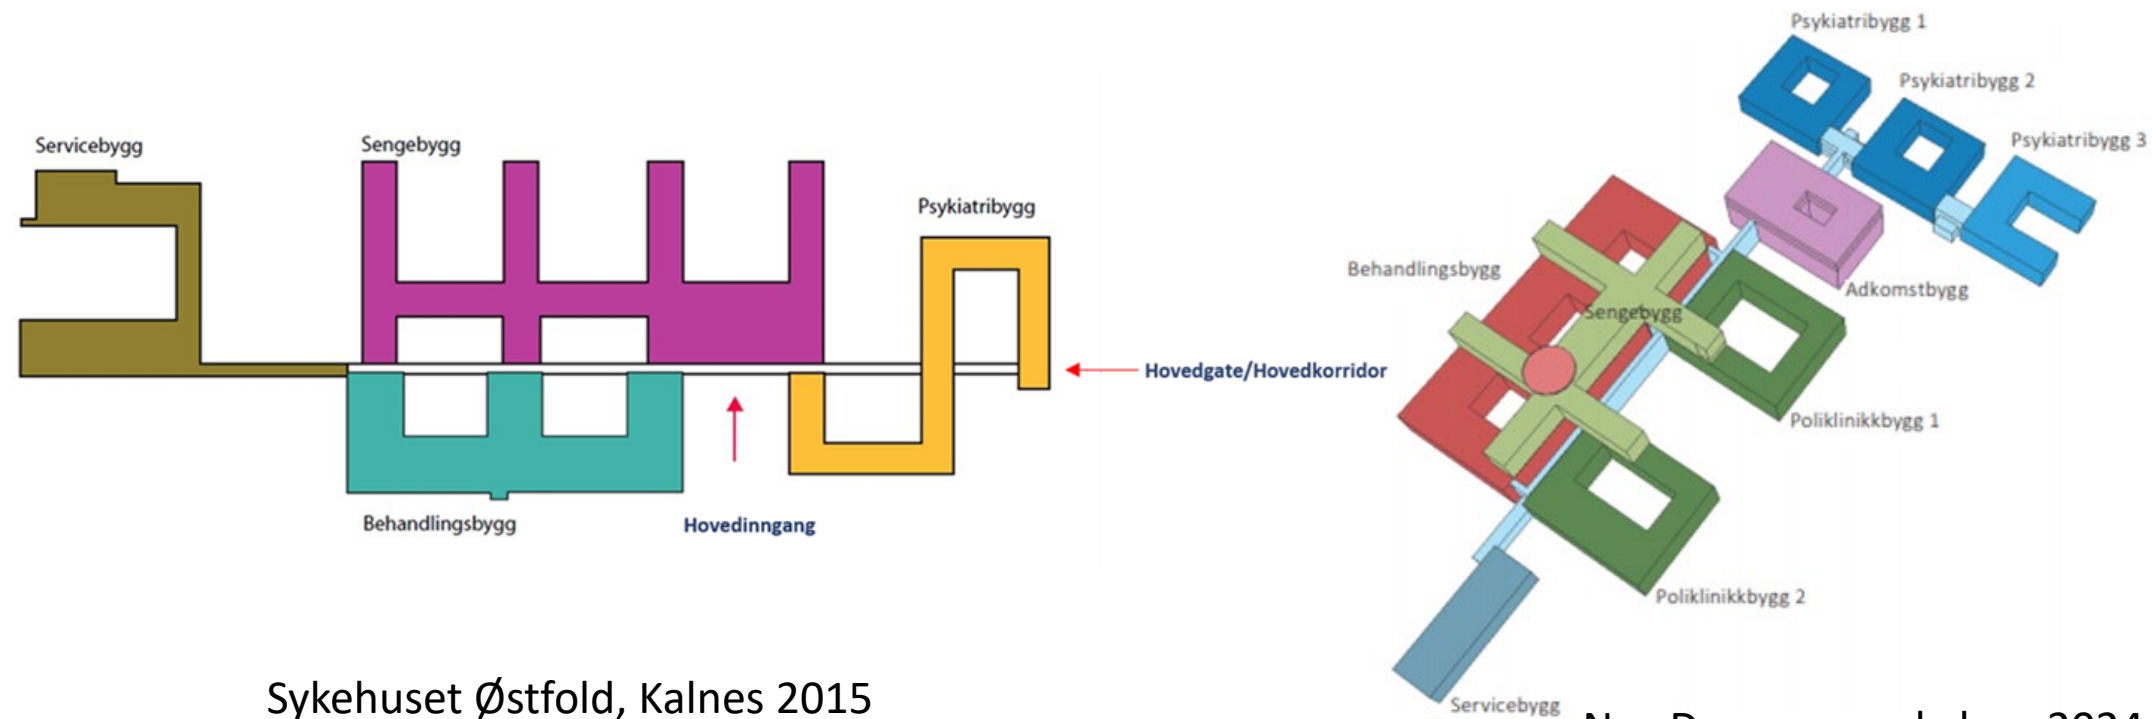 Servicebygg
Sengebygg
Psykiatribygg
Hovedgate/Hovedkorridor
Behandlingsbygg
Hovedinngang
Sykehuset Østfold, Kalnes 2015
Psykiatribygg 1
Psykiatribygg 2
Psykiatribygg 3
Behandlingsbygg
Sengebygg
Adkomstbygg
Poliklinikkbygg 1
Poliklinikkbygg 2
Servicebygg